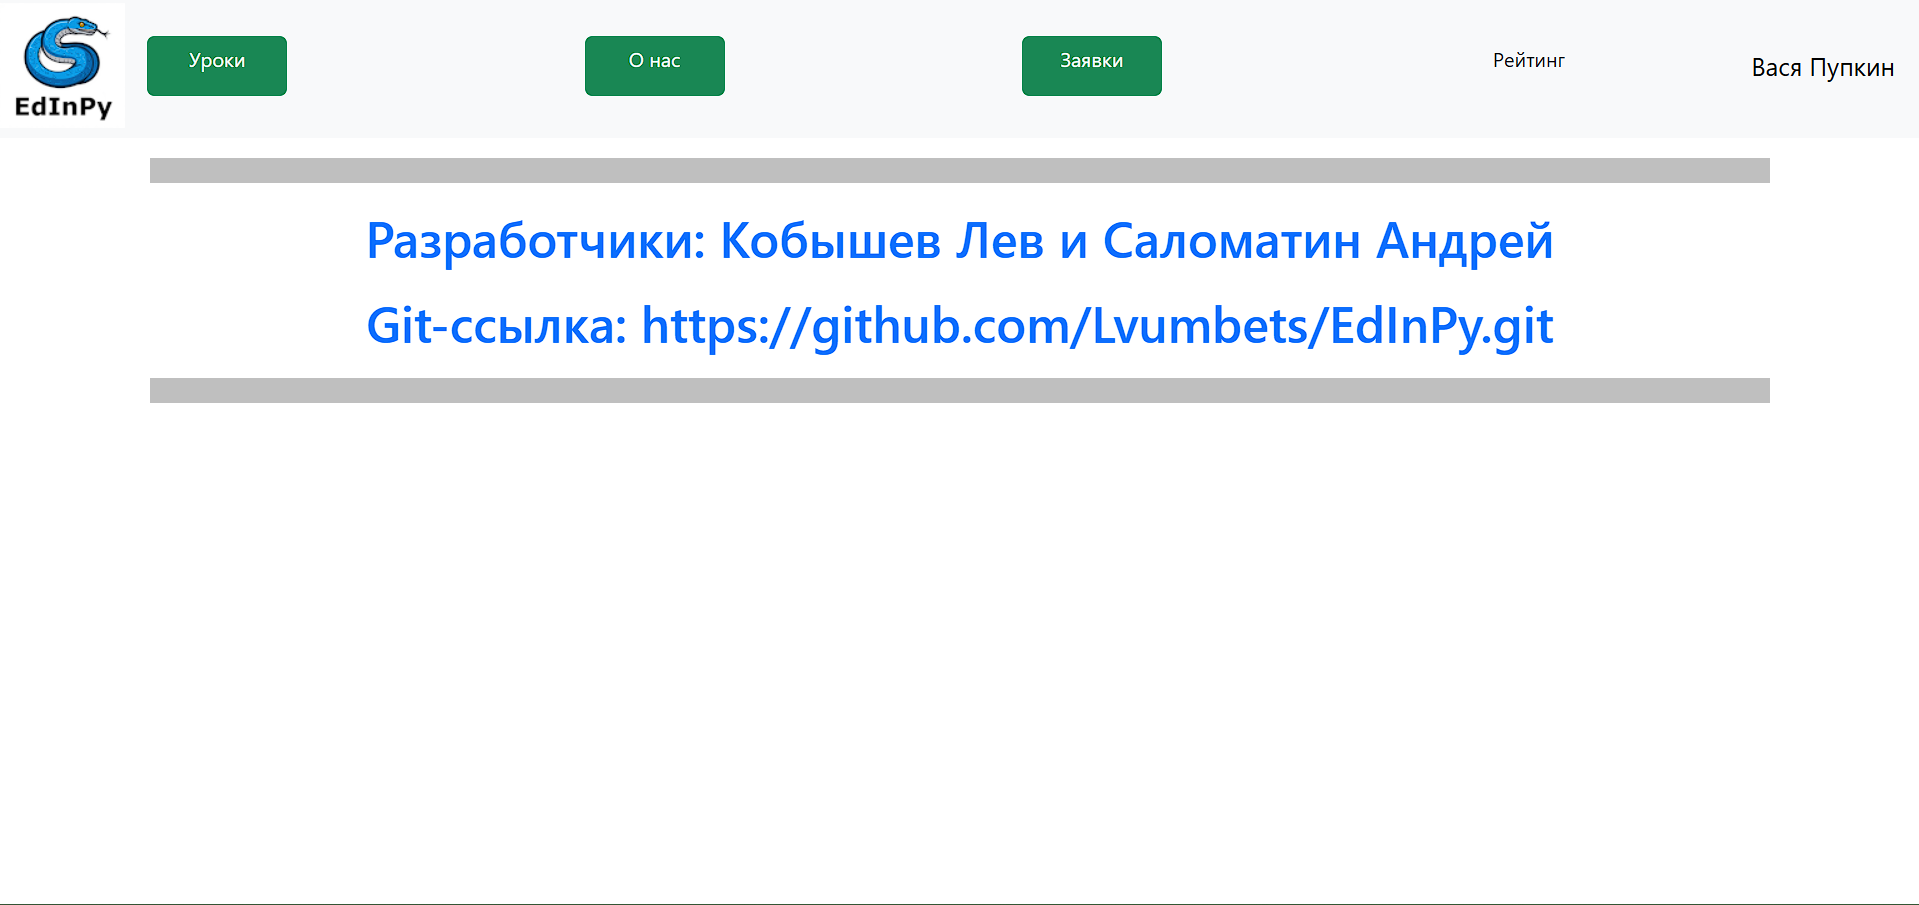 EdInPy
Уроки
О нас
Заявки
Рейтинг
Вася Пупкин
Разработчики: Кобышев Лев и Саломатин Андрей
Git-ссылка: https://github.com/Lvumbets/EdInPy.git